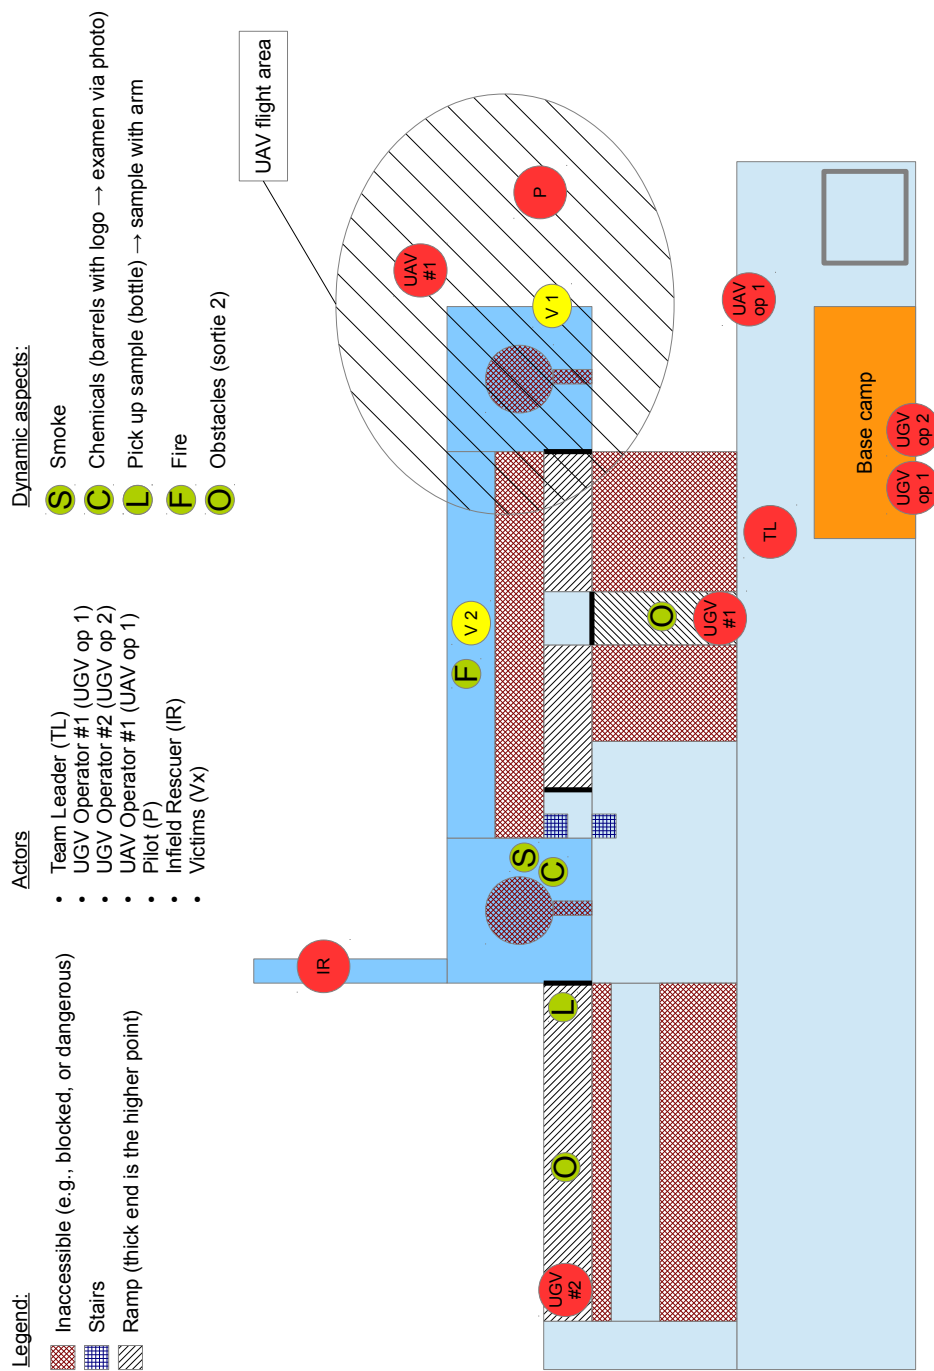 Legend:
Inaccessible (e.g., blocked, or dangerous)
Stairs
Ramp (thick end is the higher point)
Actors
• Team Leader (TL)
• UGV Operator #1 (UGV op 1)
• UGV Operator #2 (UGV op 2)
• UAV Operator #1 (UAV op 1)
• Pilot (P)
• Infield Rescuer (IR)
• Victims (Vx)
Dynamic aspects:
S Smoke
C Chemicals (barrels with logo → examen via photo)
L Pick up sample (bottle) → sample with arm
F Fire
O Obstacles (sortie 2)
UAV flight area
IR
UAV
#1
P
V 1
V 2
F
S
C
L
O
UGV
#2
O
UGV
#1
TL
UAV
op 1
Base camp
UGV
op 1
UGV
op 2